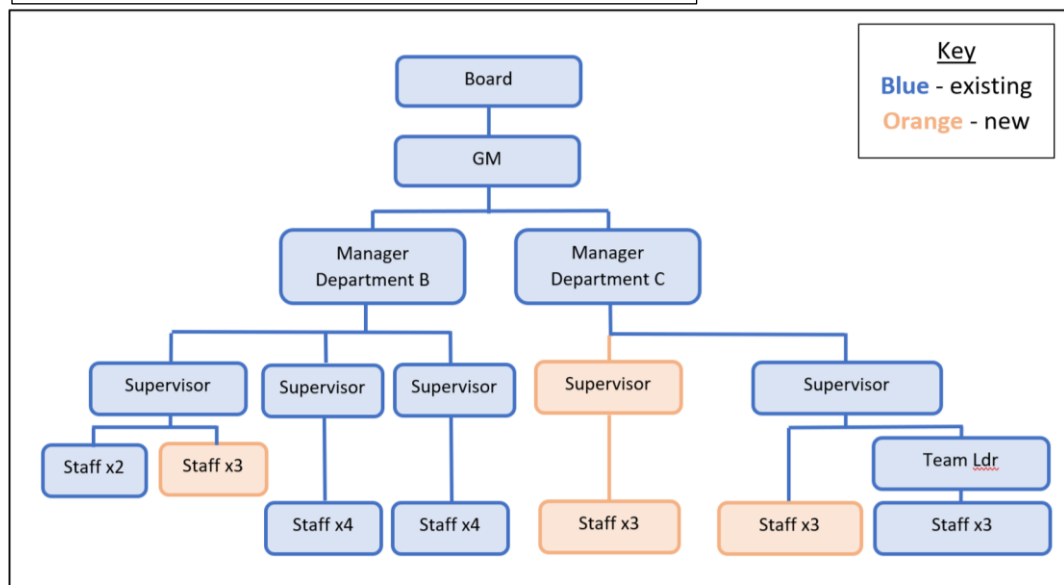 Key
Blue - existing
Orange - new
Board
GM
Manager
Department B
Manager
Department C
Supervisor
Supervisor
Supervisor
Supervisor
Supervisor
Staff x2
Staff x3
Team Ldr
Staff x4
Staff x4
Staff x3
Staff x3
Staff x3